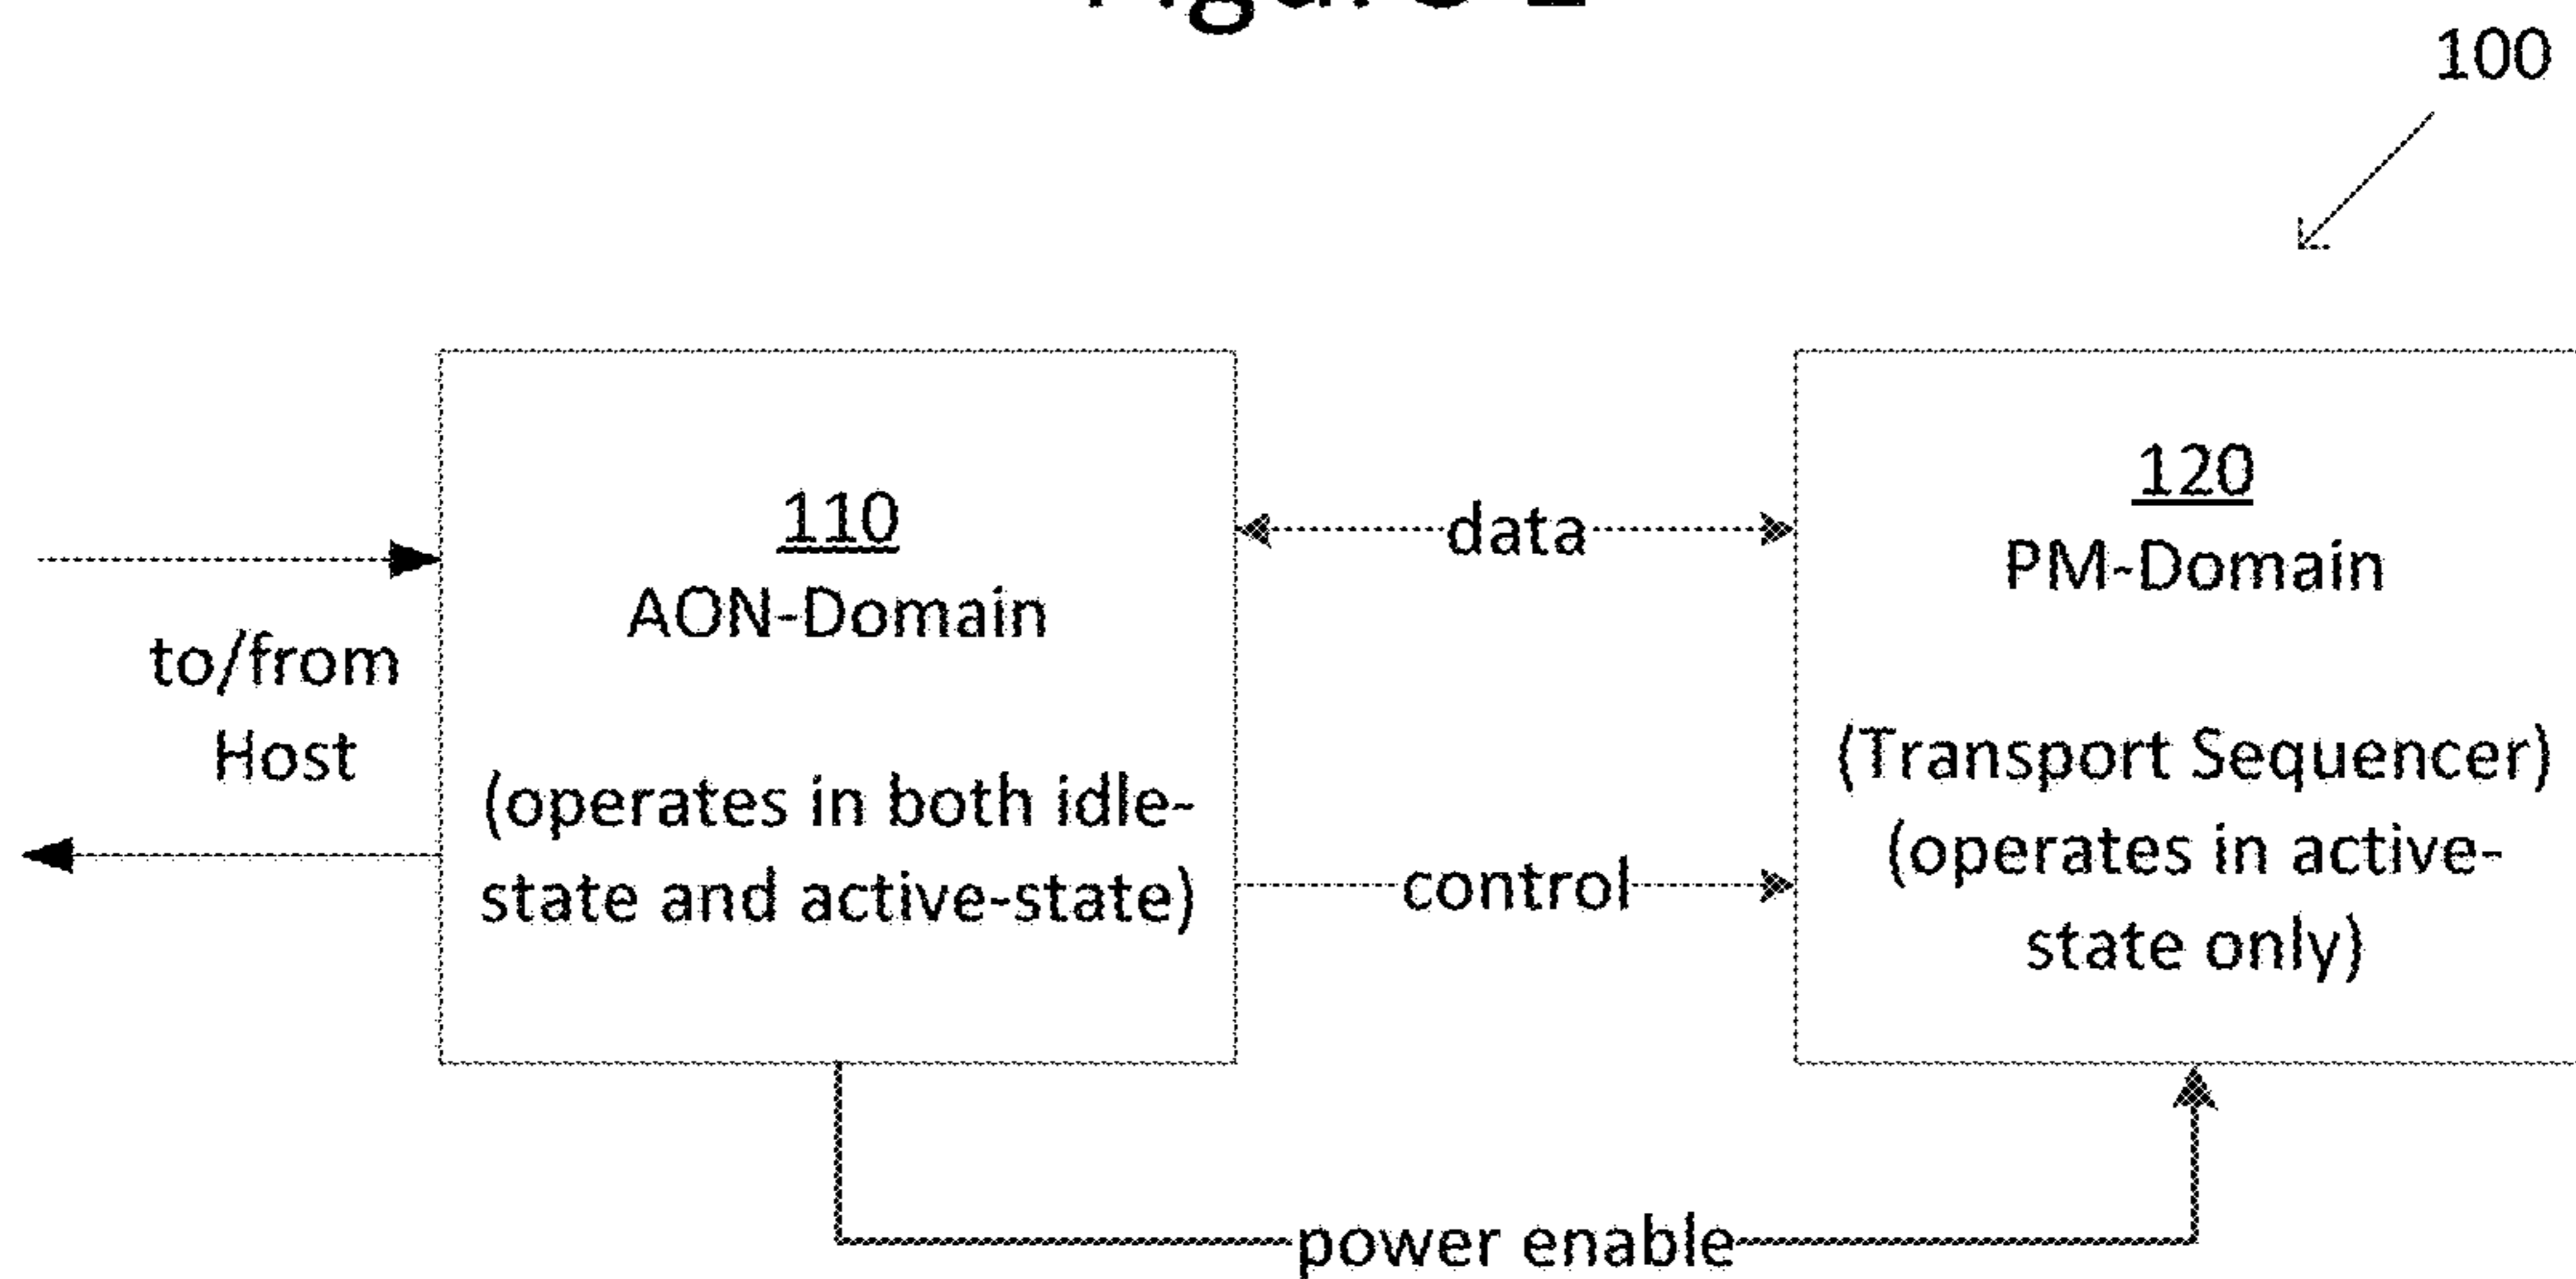 100
110
AON-Domain
(operates in both idle-
state and active-state)
to/from
Host
data
control
120
PM-Domain
(Transport Sequencer)
(operates in active-
state only)
power enable